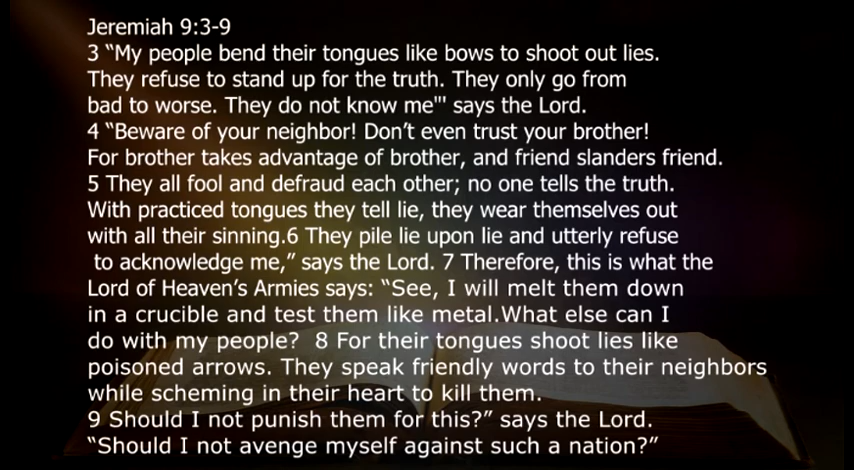 Jeremiah 9:3-9
3 “My people bend their tongues like bows to shoot out lies.
They refuse to stand up for the truth. They only go from
bad to worse. They do not know me"' says the Lord.
4 “Beware of your neighbor! Don’t even trust your brother!
For brother takes advantage of brother, and friend slanders friend.
5 They all fool and defraud each other; no one tells the truth.
With practiced tongues they tell lie, they wear themselves out
with all their sinning.6 They pile lie upon lie and utterly refuse
to acknowledge me,” says the Lord. 7 Therefore, this is what the
Lord of Heaven’s Armies says: “See, I will melt them down
in a crucible and test them like metal.What else can I
do with my people?  8 For their tongues shoot lies like
poisoned arrows. They speak friendly words to their neighbors
while scheming in their heart to kill them.
9 Should I not punish them for this?” says the Lord.
“Should I not avenge myself against such a nation?”